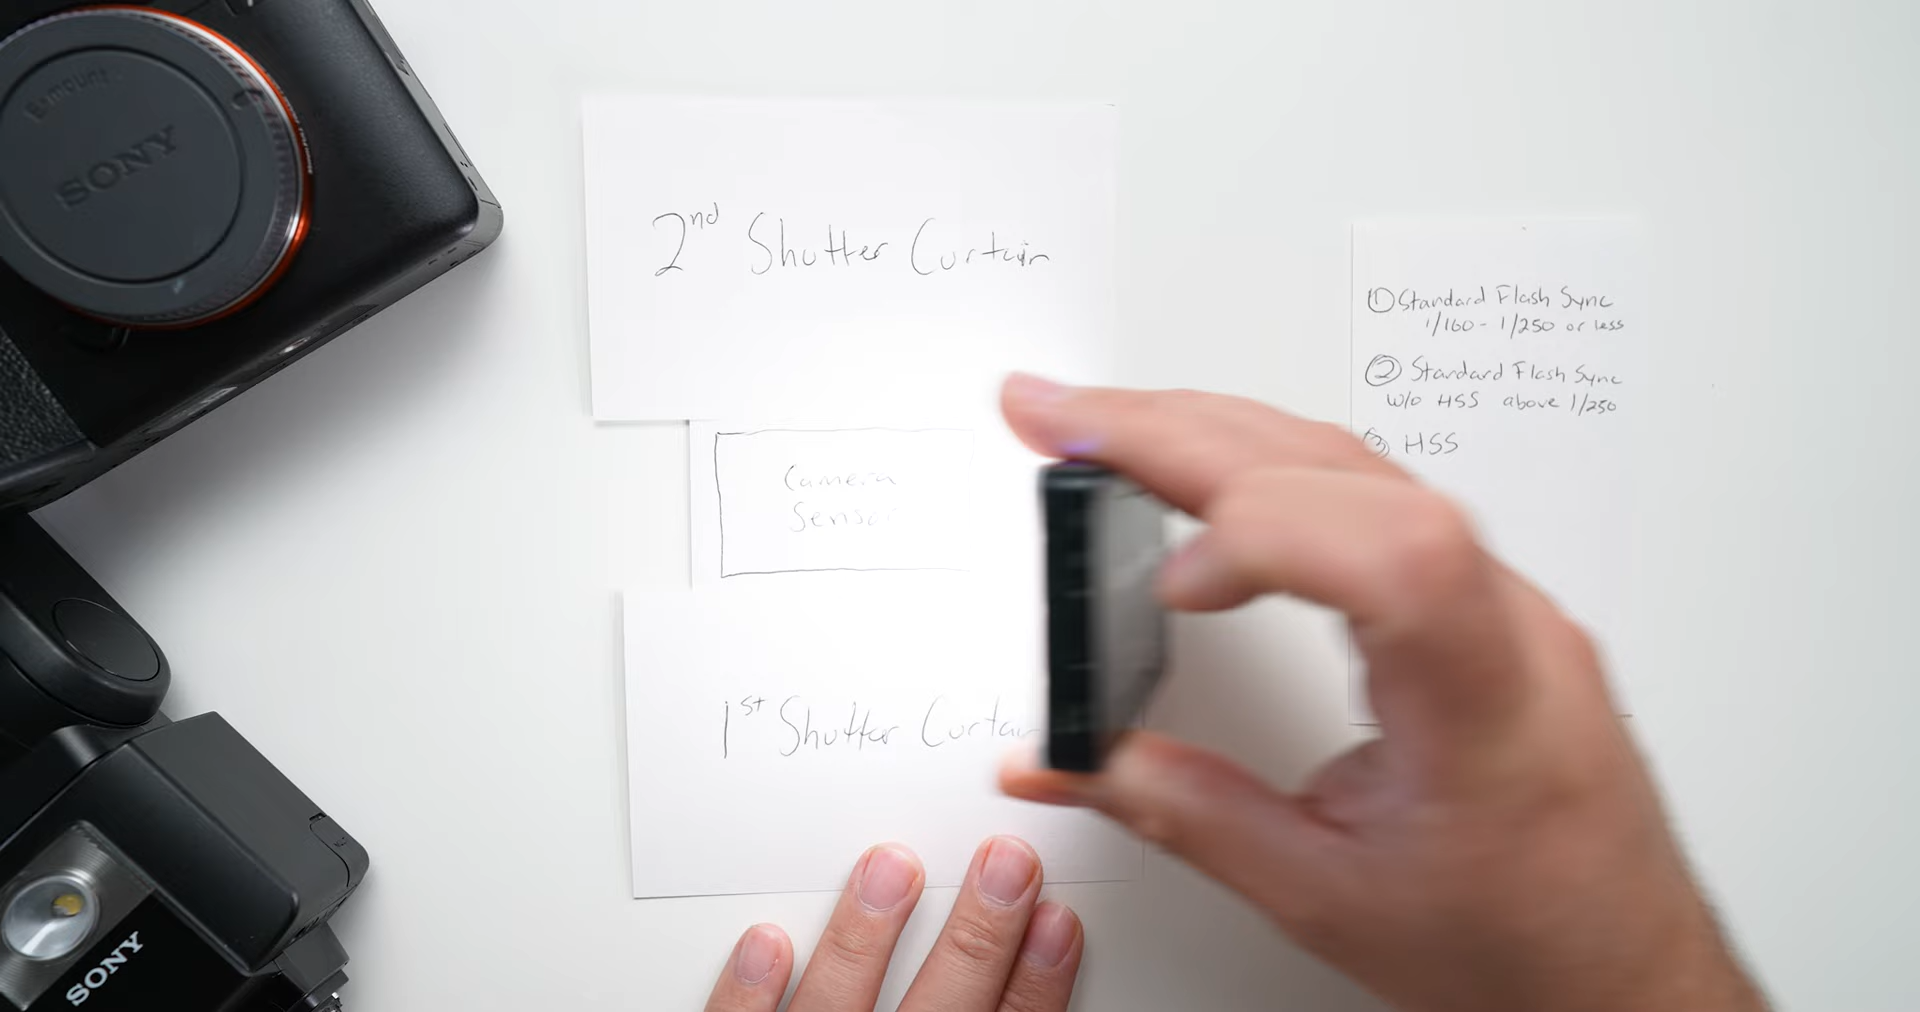 E-mount
SONY
2nd Shutter Curtain
Camera
Sensor
1st Shutter Curtain
① Standard Flash Sync
1/160 - 1/250 or less
② Standard Flash Sync
w/o HSS above 1/250
③ HSS
SONY